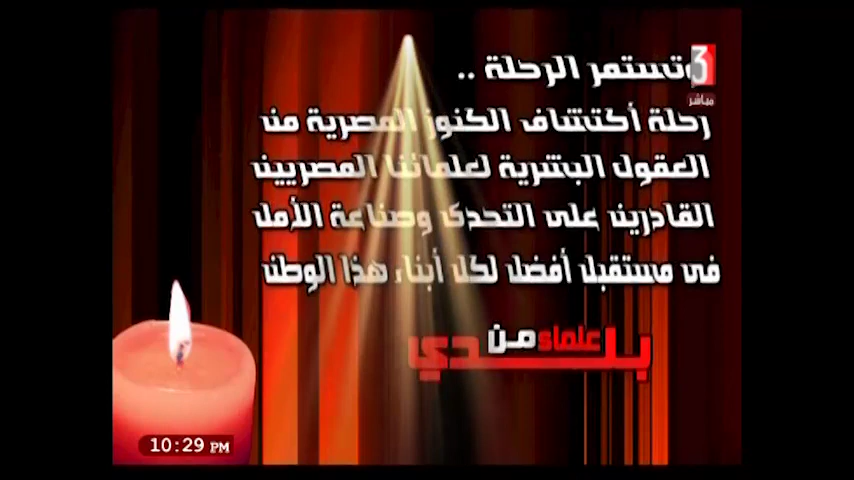 وتستمر الرحلة ..
3
مباشر
رحلة أكتشاف الكنوز المصرية من
العقول البشرية لعلمائنا المصريين
القادرين على التحدى وصناعة الأمل
فى مستقبل أفضل لكل أبناء هذا الوطن
علماء من
بلدي
10:29 PM